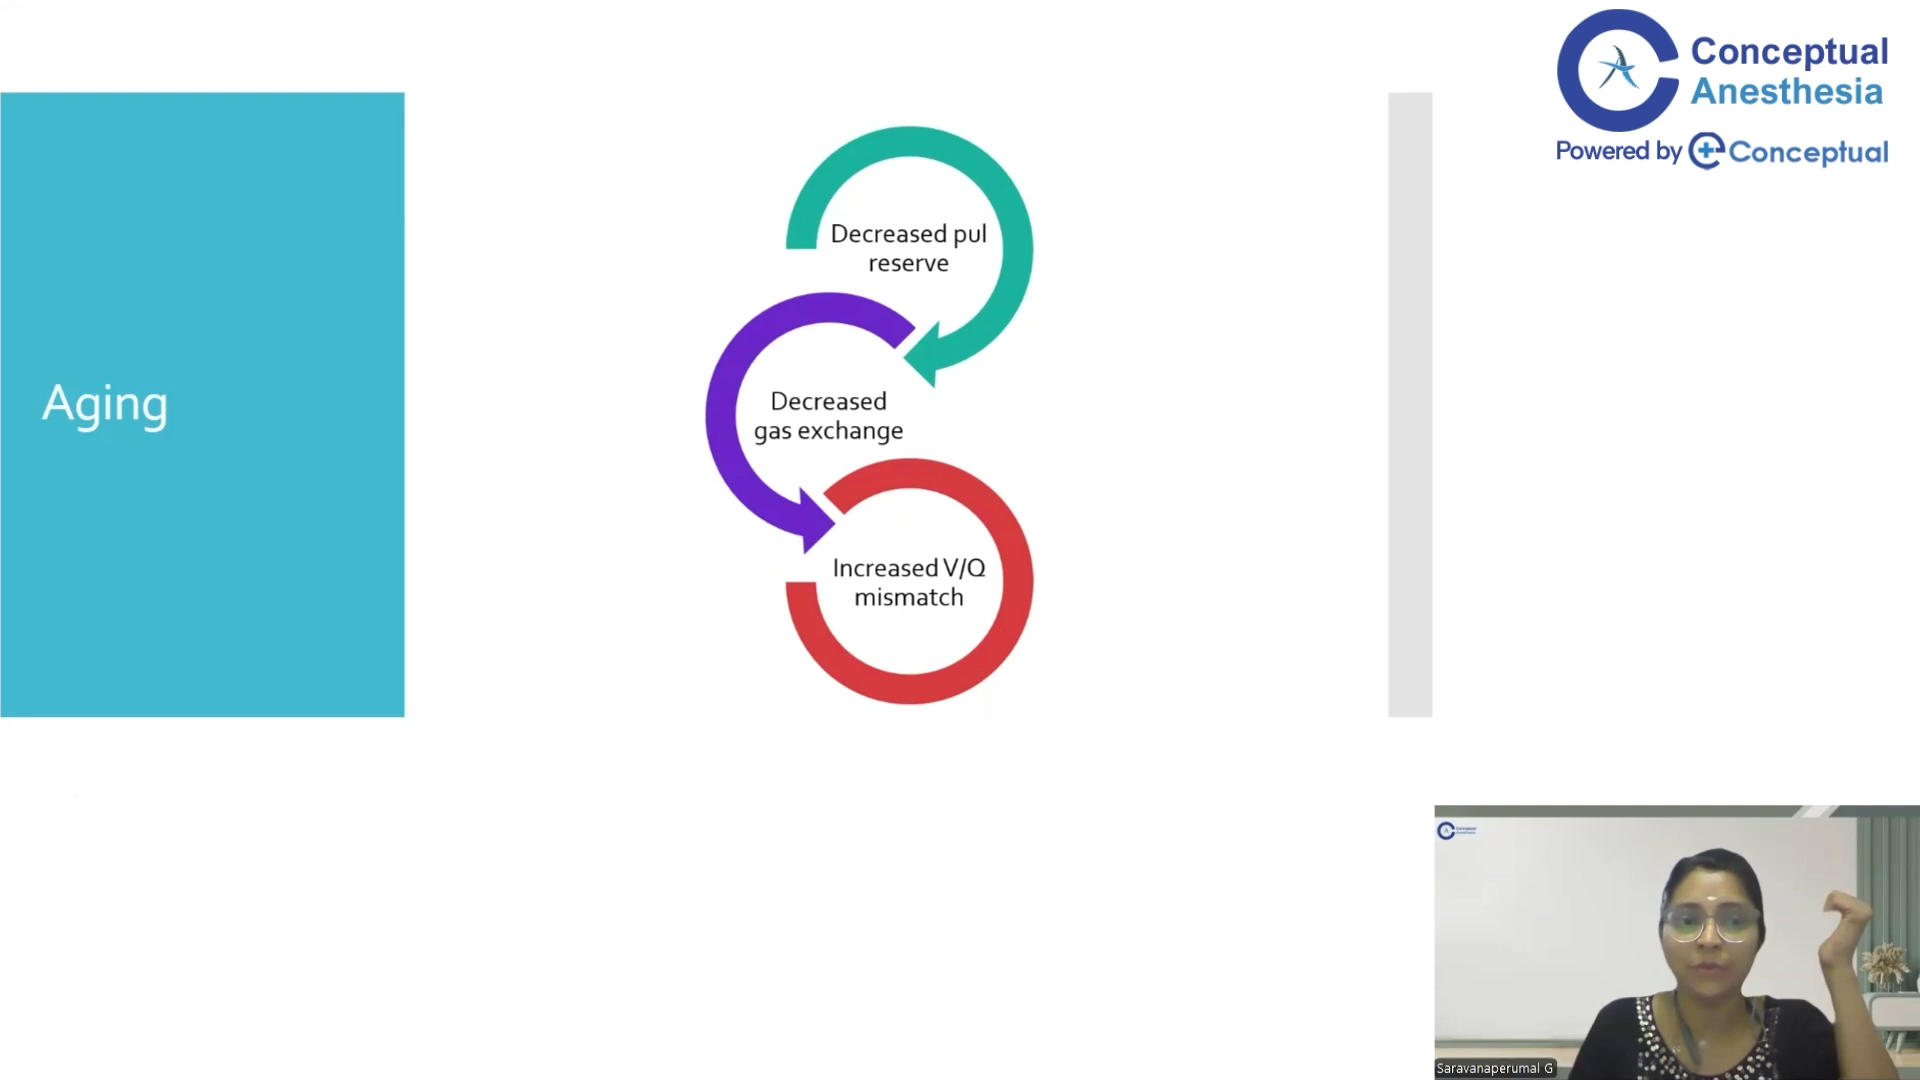 Conceptual
Anesthesia
Powered by Conceptual
Aging
Decreased pul
reserve
Decreased
gas exchange
Increased V/Q
mismatch
Saravanaperumal G